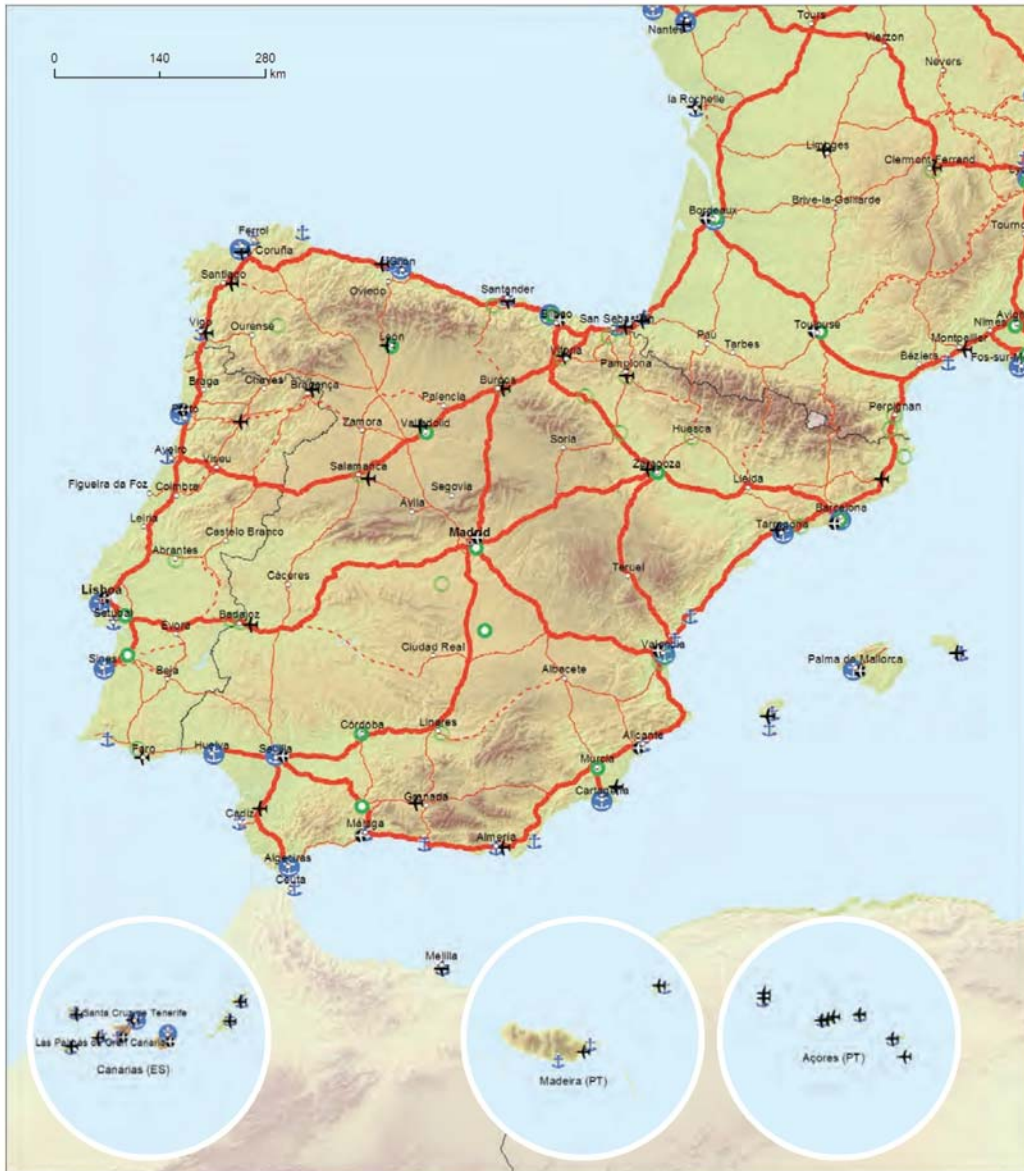 0 140 280
km
Nantes
Tours
Vierzon
Nevers
la Rochelle
Limoges
Clermont-Ferrand
Brive-la-Gaillarde
Bordeaux
Ferrol
Coruña
Santiago
Gijon
Oviedo
Santander
Bilbao
San Sebastián
Vigo
Ourense
León
Vitoria
Pamplona
Pau
Tarbes
Toulouse
Montpellier
Nîmes
Béziers
Braga
Chaves
Bragança
Burgos
Palencia
Perpignan
Porto
Zamora
Valladolid
Soria
Huesca
Aveiro
Viseu
Salamanca
Segovia
Zaragoza
Lleida
Figueira da Foz
Coimbra
Ávila
Barcelona
Leiria
Castelo Branco
Madrid
Tarragona
Abrantes
Cáceres
Teruel
Lisboa
Setúbal
Évora
Badajoz
Ciudad Real
Valencia
Sines
Beja
Albacete
Palma de Mallorca
Córdoba
Linares
Faro
Huelva
Sevilla
Alicante
Murcia
Cartagena
Granada
Cádiz
Málaga
Almería
Algeciras
Ceuta
Melilla
Santa Cruz de Tenerife
Las Palmas de Gran Canaria
Canarias (ES)
Madeira (PT)
Açores (PT)